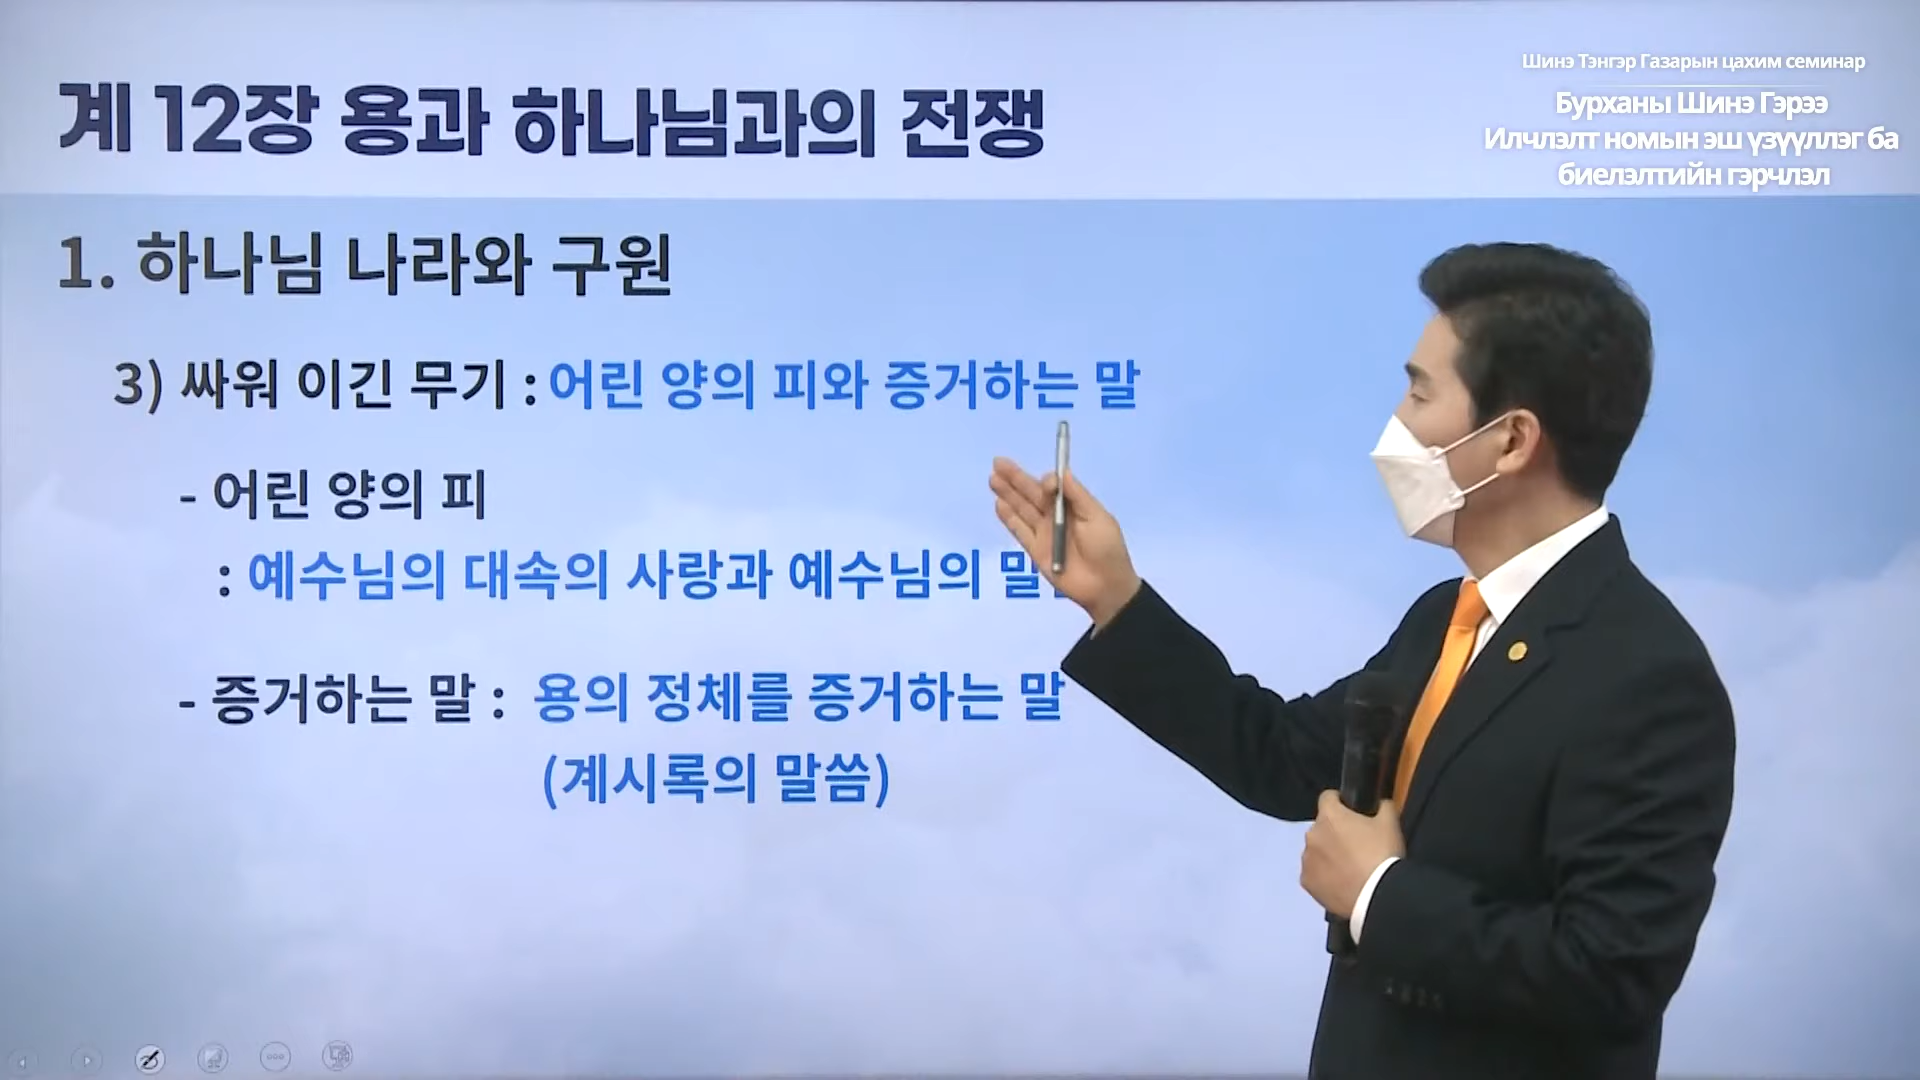 계 12장 용과 하나님과의 전쟁
Шинэ Тэнгэр Газарын цахим семинар
Бурханы Шинэ Гэрээ
Илчлэлт номын эш үзүүллэг ба
биелэлтийн гэрчлэл
1. 하나님 나라와 구원
3) 싸워 이긴 무기 : 어린 양의 피와 증거하는 말
- 어린 양의 피
: 예수님의 대속의 사랑과 예수님의
- 증거하는 말 : 용의 정체를 증거하는 말
(계시록의 말씀)